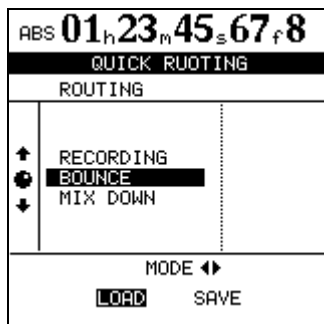 ABS 01h23m45s67f8
QUICK RUOTING
ROUTING
RECORDING
BOUNCE
MIX DOWN
MODE
LOAD SAVE